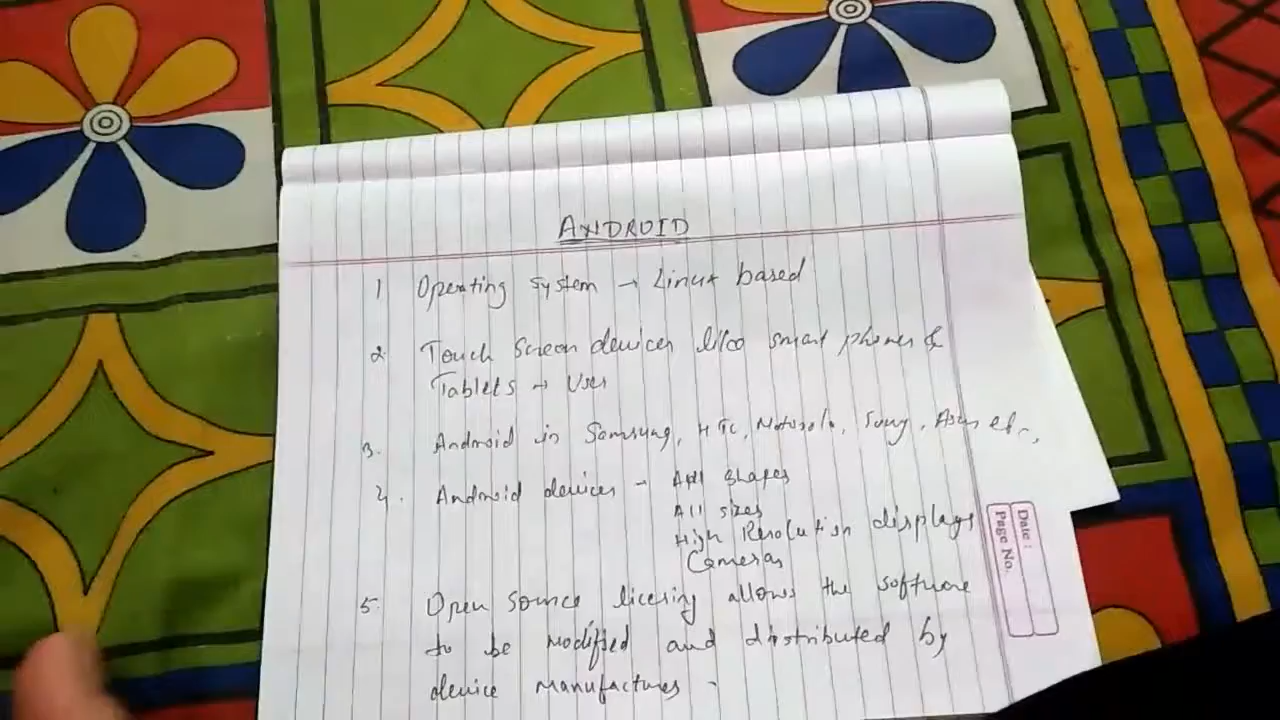 ANDROID
1 Operating System → Linux based
2. Touch Screen devices like smart phones &
Tablets → Uses
3. Android in Samsung, HTC, Motorola, Sony, Asus etc.,
4. Android devices - All shapes
All sizes
High Resolution displays
Cameras
5. Open source licesing allows the software
to be modified and distributed by
device manufactures.
Date :
Page No.